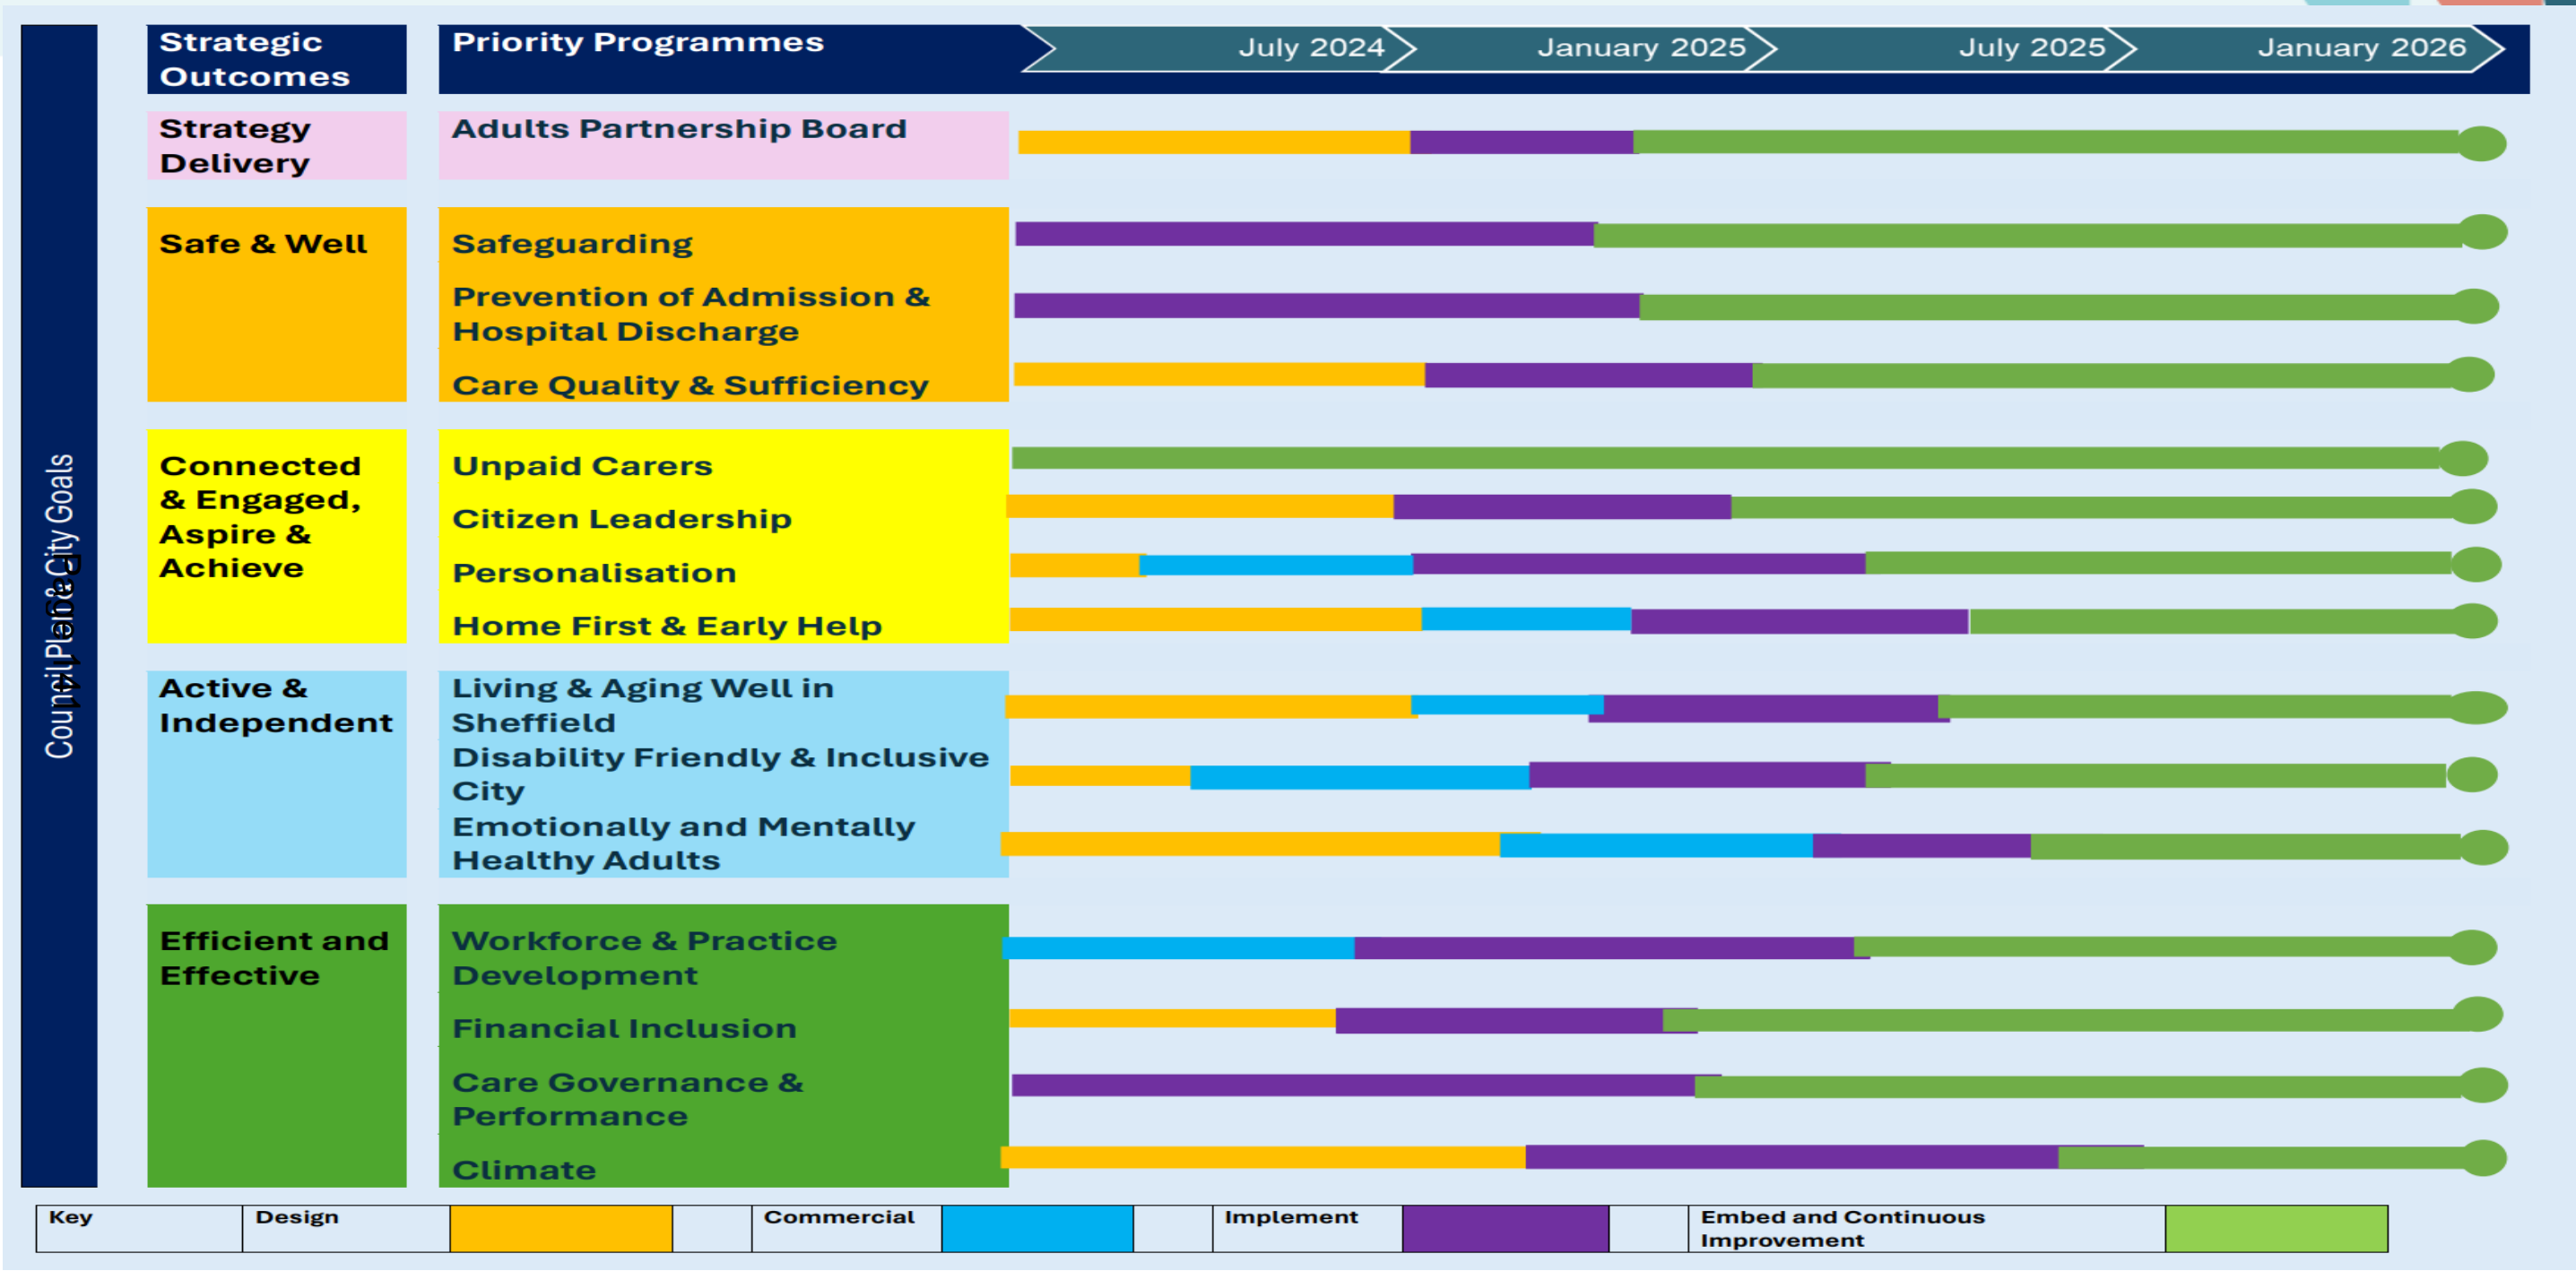 Strategic
Outcomes
Priority Programmes
July 2024
January 2025
July 2025
January 2026
Strategy
Delivery
Adults Partnership Board
Safe & Well
Safeguarding
Prevention of Admission &
Hospital Discharge
Care Quality & Sufficiency
Connected
& Engaged,
Aspire &
Achieve
Unpaid Carers
Citizen Leadership
Personalisation
Home First & Early Help
Active &
Independent
Living & Aging Well in
Sheffield
Disability Friendly & Inclusive
City
Emotionally and Mentally
Healthy Adults
Efficient and
Effective
Workforce & Practice
Development
Financial Inclusion
Care Governance &
Performance
Climate
Council Plan & City Goals
Page
Key
Design
Commercial
Implement
Embed and Continuous
Improvement